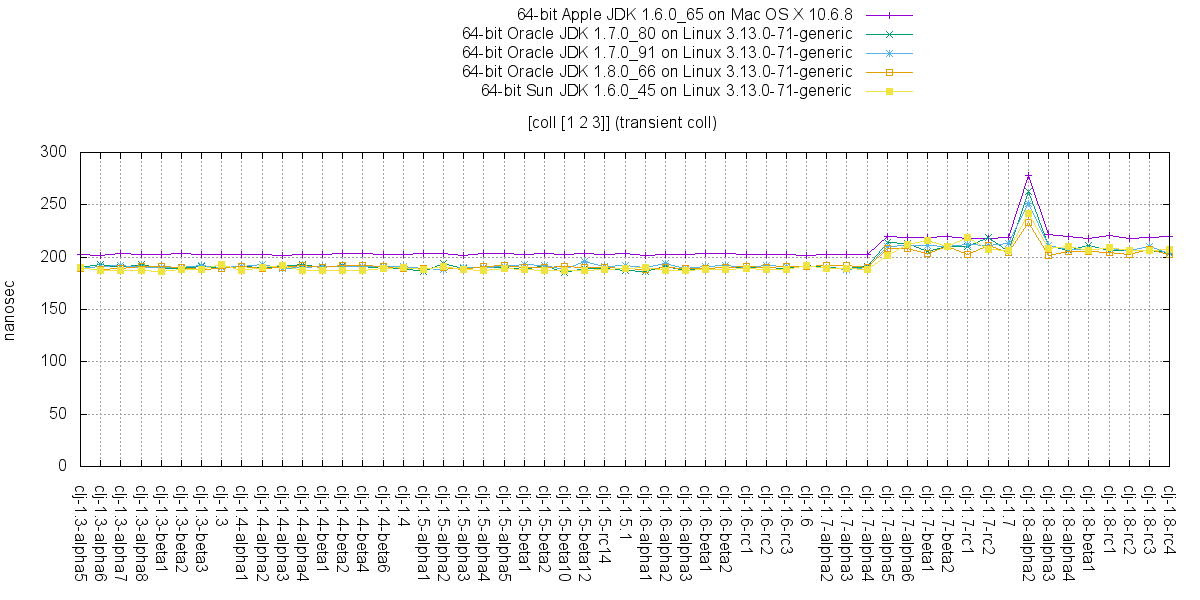 64-bit Apple JDK 1.6.0_65 on Mac OS X 10.6.8
64-bit Oracle JDK 1.7.0_80 on Linux 3.13.0-71-generic
64-bit Oracle JDK 1.7.0_91 on Linux 3.13.0-71-generic
64-bit Oracle JDK 1.8.0_66 on Linux 3.13.0-71-generic
64-bit Sun JDK 1.6.0_45 on Linux 3.13.0-71-generic
[coll [1 2 3]] (transient coll)
300
250
200
150
100
50
0
nanosec
clj-1.3-alpha5
clj-1.3-alpha6
clj-1.3-alpha7
clj-1.3-alpha8
clj-1.3-beta1
clj-1.3-beta2
clj-1.3-beta3
clj-1.3
clj-1.4-alpha1
clj-1.4-alpha2
clj-1.4-alpha3
clj-1.4-alpha4
clj-1.4-beta1
clj-1.4-beta2
clj-1.4-beta4
clj-1.4-beta6
clj-1.4
clj-1.5-alpha1
clj-1.5-alpha2
clj-1.5-alpha3
clj-1.5-alpha4
clj-1.5-alpha5
clj-1.5-beta1
clj-1.5-beta2
clj-1.5-beta10
clj-1.5-beta12
clj-1.5-rc14
clj-1.5.1
clj-1.6-alpha1
clj-1.6-alpha2
clj-1.6-alpha3
clj-1.6-beta1
clj-1.6-beta2
clj-1.6-rc1
clj-1.6-rc2
clj-1.6-rc3
clj-1.6
clj-1.7-alpha2
clj-1.7-alpha3
clj-1.7-alpha4
clj-1.7-alpha5
clj-1.7-alpha6
clj-1.7-beta1
clj-1.7-beta2
clj-1.7-rc1
clj-1.7-rc2
clj-1.7
clj-1.8-alpha2
clj-1.8-alpha3
clj-1.8-alpha4
clj-1.8-beta1
clj-1.8-rc1
clj-1.8-rc2
clj-1.8-rc3
clj-1.8-rc4